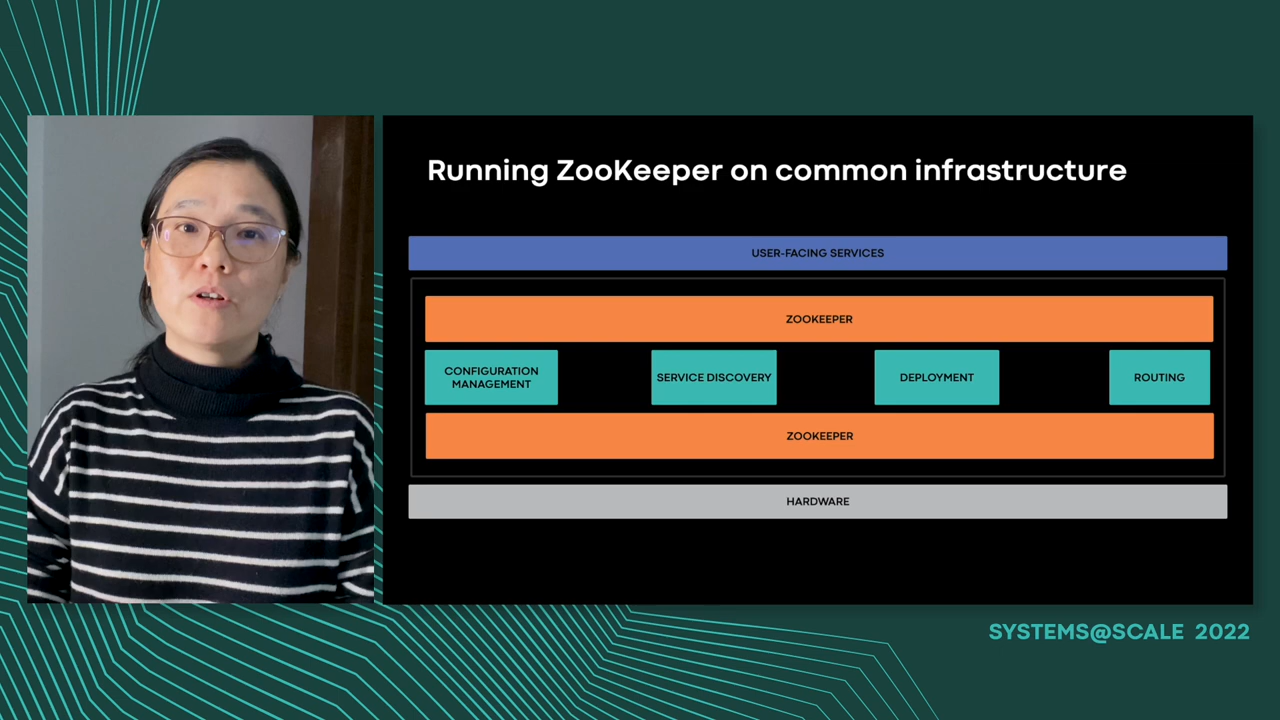 Running ZooKeeper on common infrastructure
USER-FACING SERVICES
ZOOKEEPER
CONFIGURATION
MANAGEMENT
SERVICE DISCOVERY
DEPLOYMENT
ROUTING
ZOOKEEPER
HARDWARE
SYSTEMS@SCALE 2022